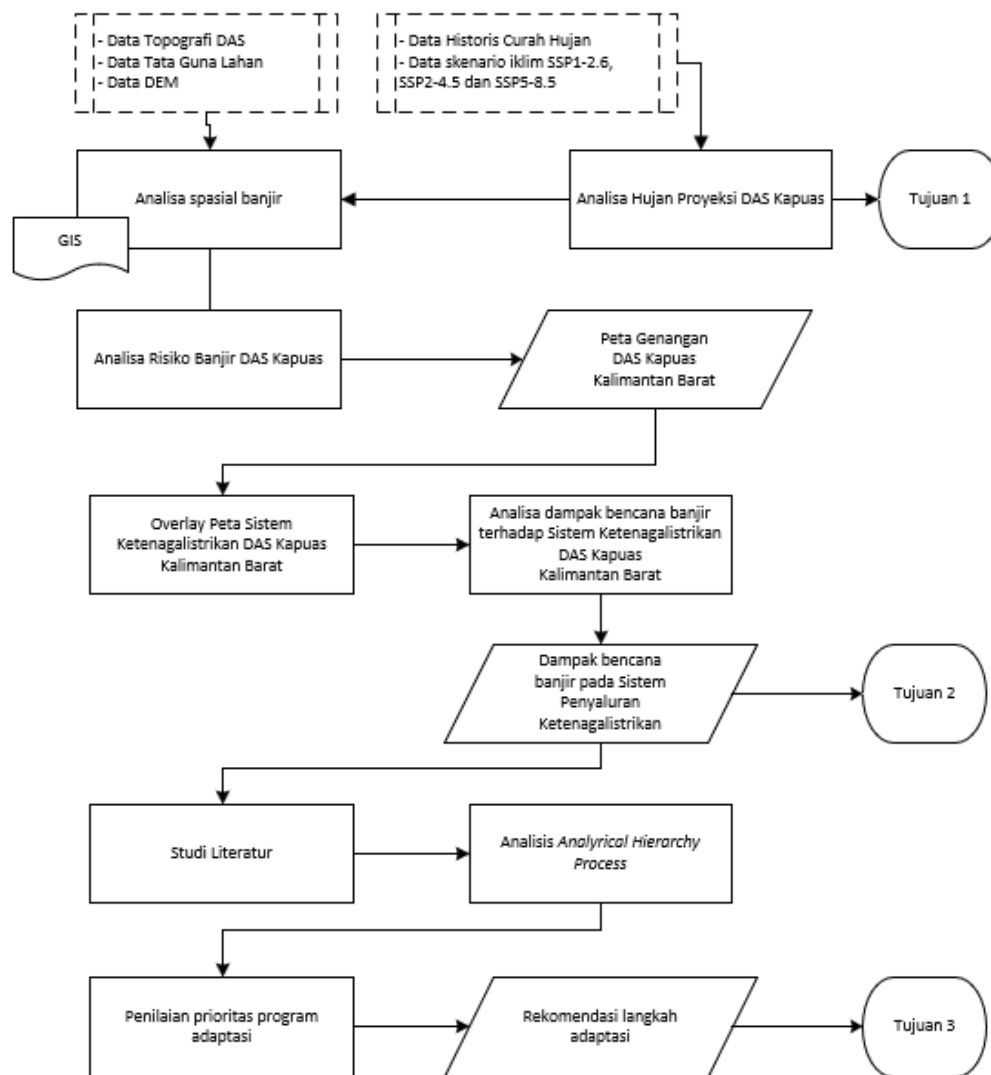 - Data Topografi DAS
- Data Tata Guna Lahan
- Data DEM
- Data Historis Curah Hujan
- Data skenario iklim SSP1-2.6,
SSP2-4.5 dan SSP5-8.5
Analisa spasial banjir
GIS
Analisa Hujan Proyeksi DAS Kapuas
Tujuan 1
Analisa Risiko Banjir DAS Kapuas
Peta Genangan
DAS Kapuas
Kalimantan Barat
Overlay Peta Sistem
Ketenagalistrikan DAS Kapuas
Kalimantan Barat
Analisa dampak bencana banjir
terhadap Sistem Ketenagalistrikan
DAS Kapuas
Kalimantan Barat
Dampak bencana
banjir pada Sistem
Penyaluran
Ketenagalistrikan
Tujuan 2
Studi Literatur
Analisis Analyrical Hierarchy
Process
Penilaian prioritas program
adaptasi
Rekomendasi langkah
adaptasi
Tujuan 3